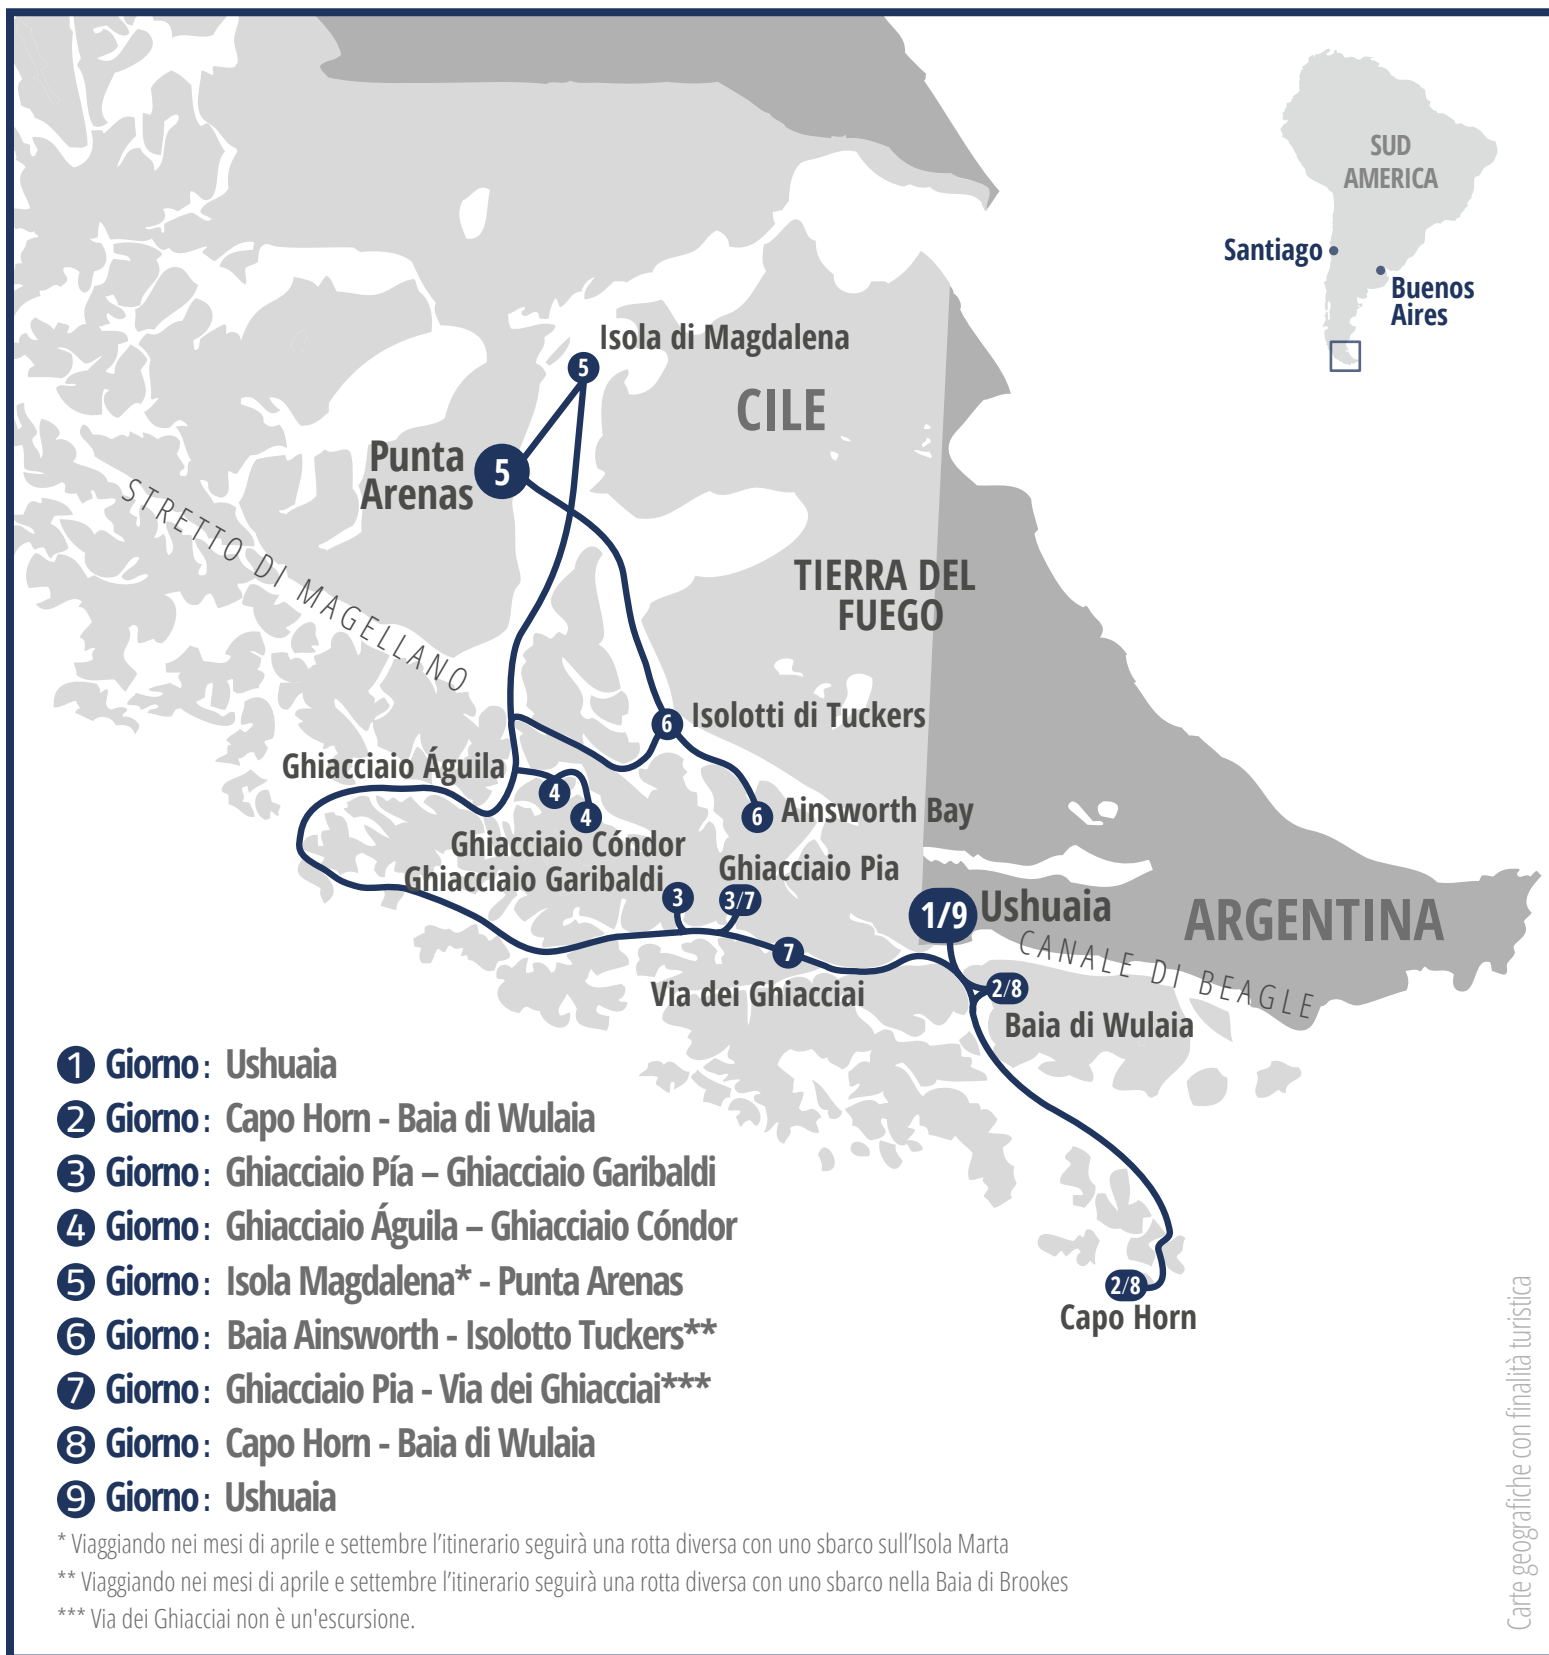 SUD
AMERICA
Santiago
Buenos
Aires
Isola di Magdalena
5
CILE
Punta
Arenas
5
STRETTO DI MAGELLANO
TIERRA DEL
FUEGO
6
Isolotti di Tuckers
Ghiacciaio Águila
4
4
6
Ainsworth Bay
Ghiacciaio Cóndor
Ghiacciaio Garibaldi
Ghiacciaio Pia
3
3/7
1/9
Ushuaia
ARGENTINA
CANALE DI BEAGLE
7
Via dei Ghiacciai
2/8
Baia di Wulaia
2/8
Capo Horn
1 Giorno: Ushuaia
2 Giorno: Capo Horn - Baia di Wulaia
3 Giorno: Ghiacciaio Pía – Ghiacciaio Garibaldi
4 Giorno: Ghiacciaio Águila – Ghiacciaio Cóndor
5 Giorno: Isola Magdalena* - Punta Arenas
6 Giorno: Baia Ainsworth - Isolotto Tuckers**
7 Giorno: Ghiacciaio Pia - Via dei Ghiacciai***
8 Giorno: Capo Horn - Baia di Wulaia
9 Giorno: Ushuaia
* Viaggiando nei mesi di aprile e settembre l’itinerario seguirà una rotta diversa con uno sbarco sull’Isola Marta
** Viaggiando nei mesi di aprile e settembre l’itinerario seguirà una rotta diversa con uno sbarco nella Baia di Brookes
*** Via dei Ghiacciai non è un'escursione.
Carte geografiche con finalità turistica